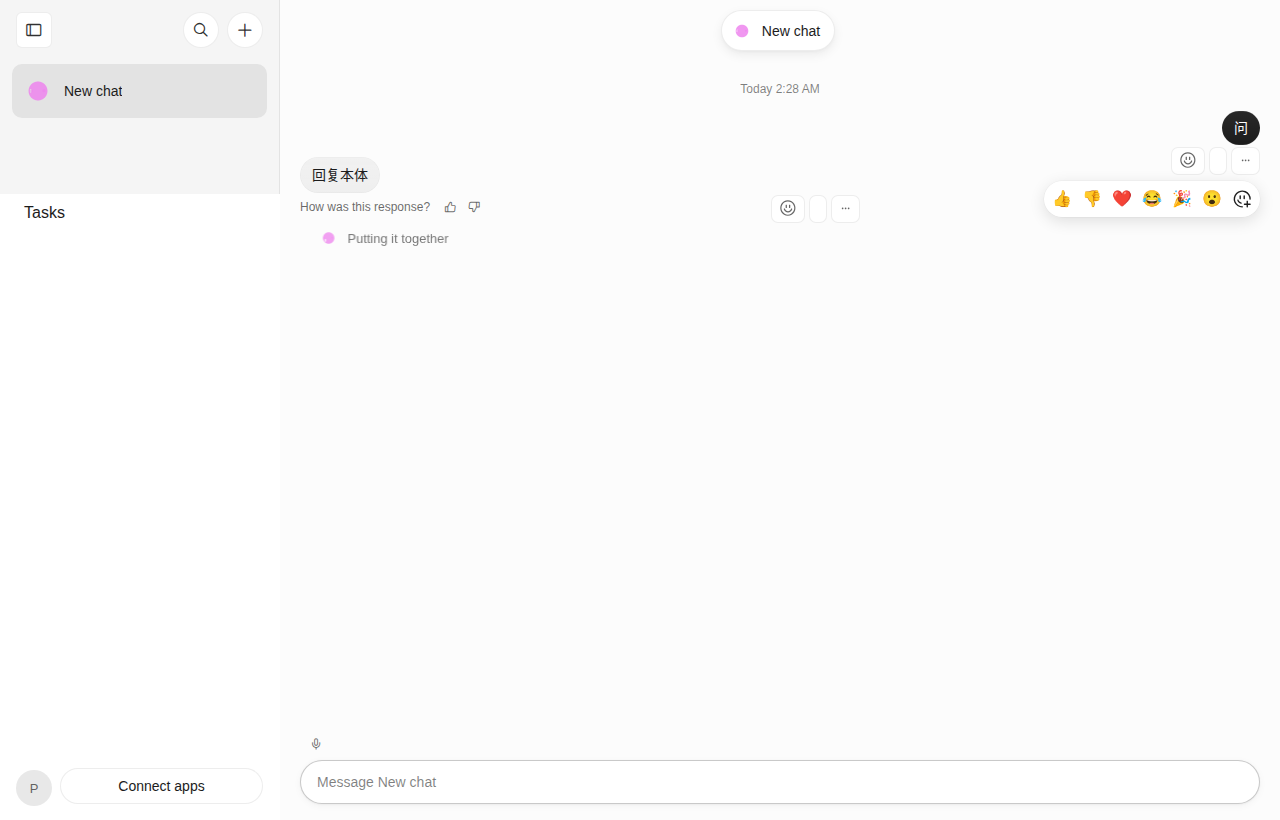 New chat
New chat
Today 2:28 AM
问
回复本体
How was this response?
Putting it together
Tasks
Message New chat
P
Connect apps